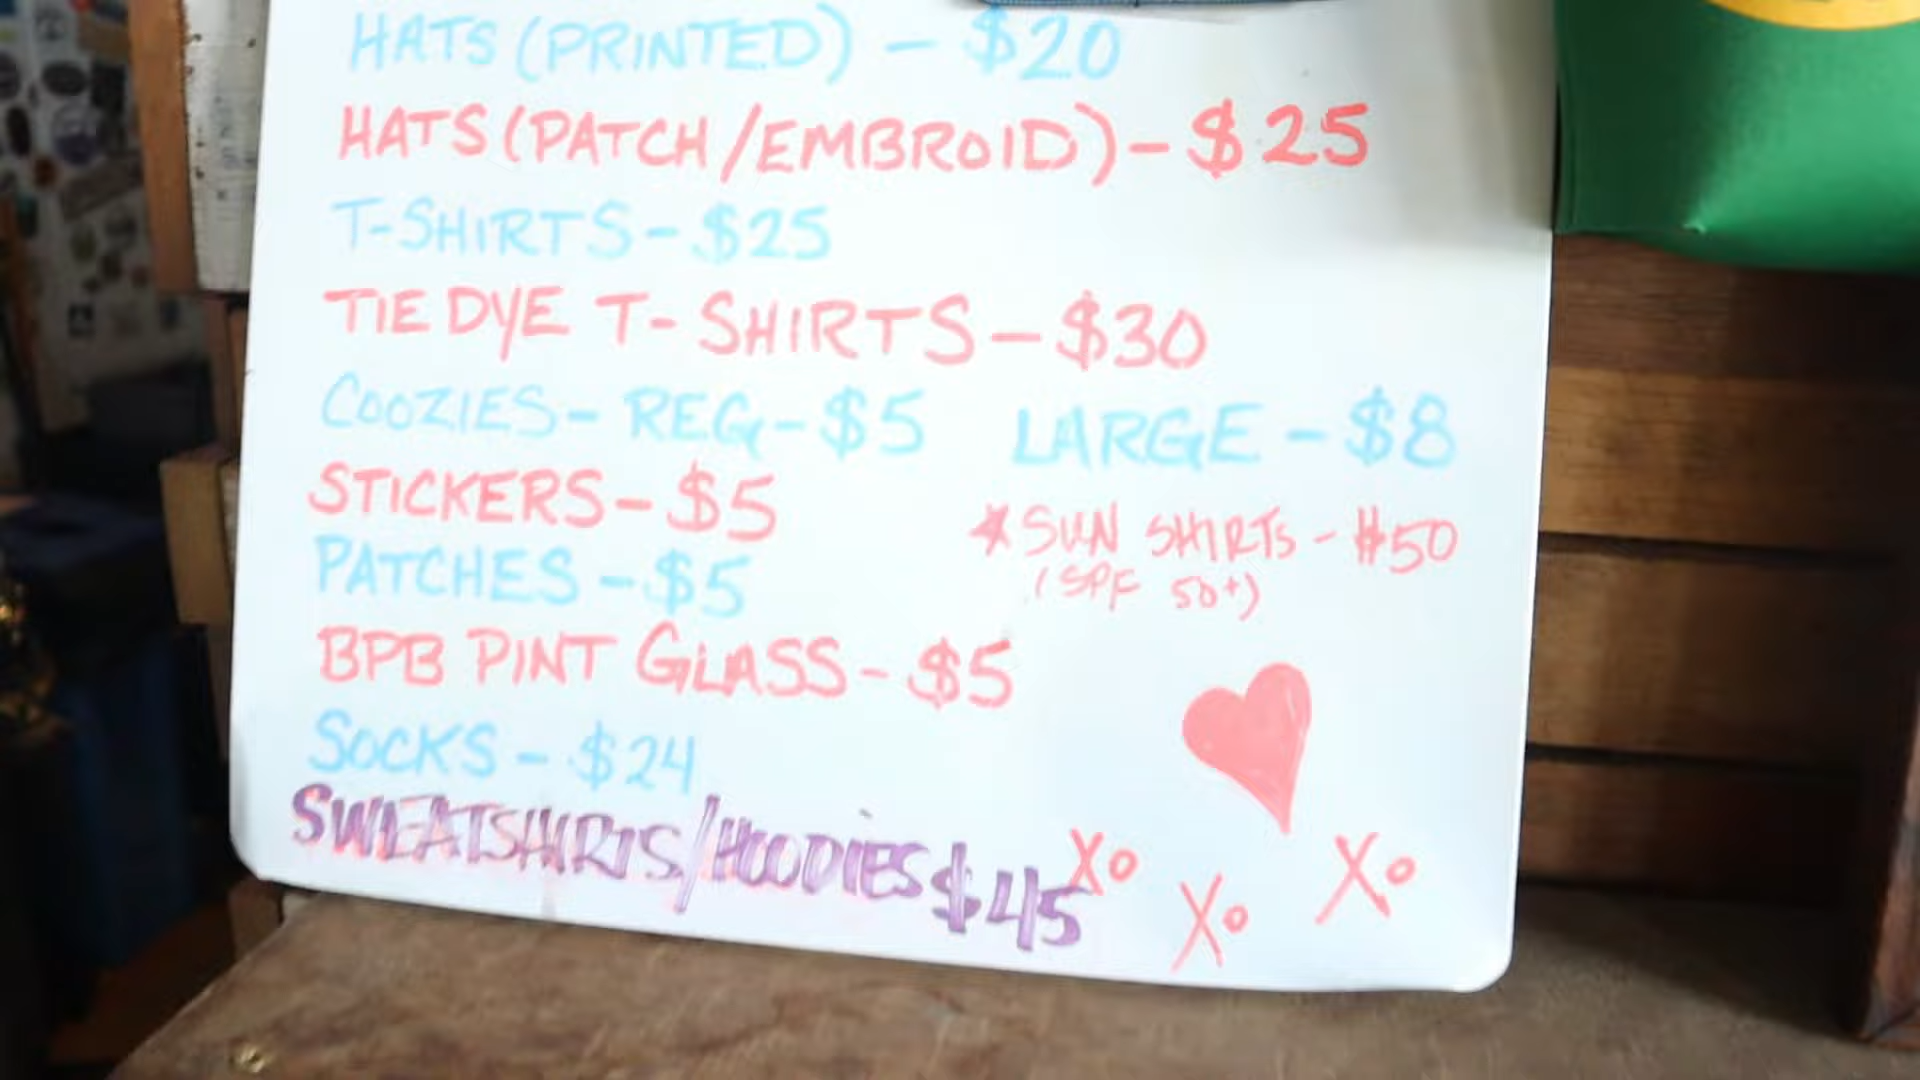 HATS (PRINTED) - $20
HATS (PATCH/EMBROID) - $25
T-SHIRTS - $25
TIE DYE T-SHIRTS - $30
COOZIES - REG - $5 LARGE - $8
STICKERS - $5
* SUN SHIRTS - $50
(SPF 50+)
PATCHES - $5
BPB PINT GLASS - $5
SOCKS - $24
SWEATSHIRTS/HOODIES $45
XO
XO
XO